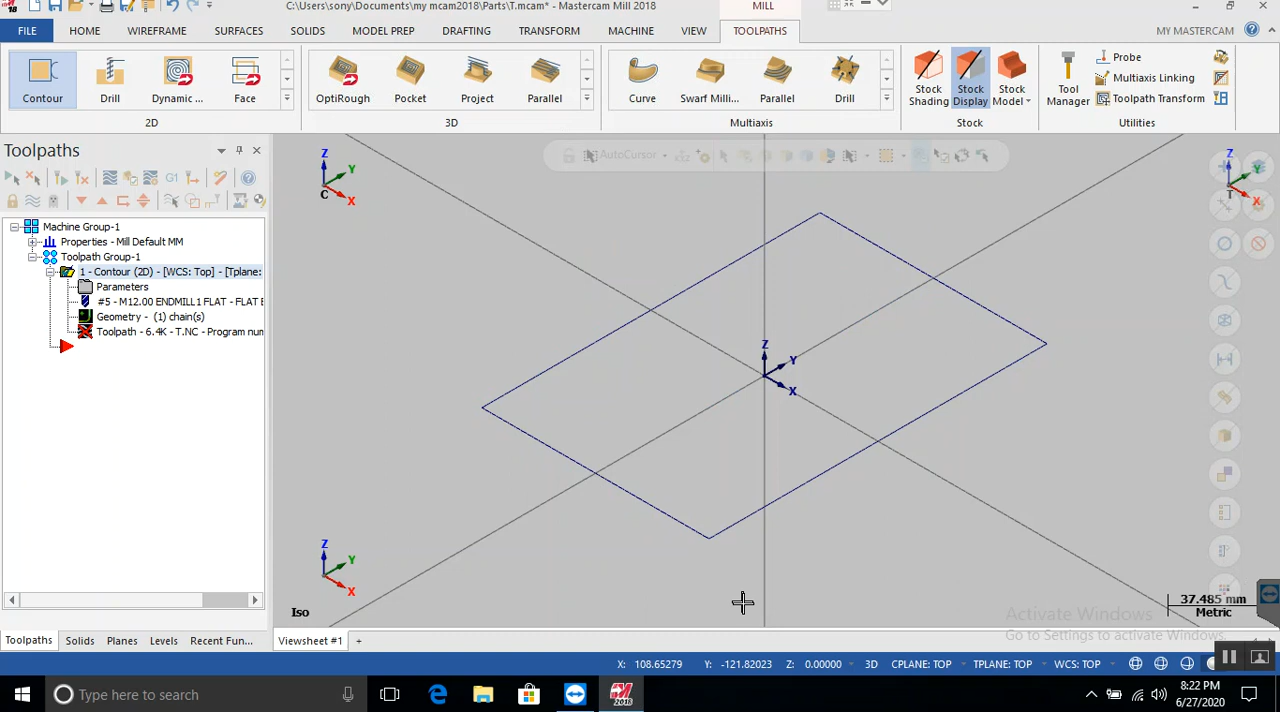 C:\Users\sony\Documents\my mcam2018\Parts\T.mcam* - Mastercam Mill 2018
MILL
FILE
HOME
WIREFRAME
SURFACES
SOLIDS
MODEL PREP
DRAFTING
TRANSFORM
MACHINE
VIEW
TOOLPATHS
MY MASTERCAM
Contour
Drill
Dynamic ...
Face
2D
OptiRough
Pocket
Project
Parallel
3D
Curve
Swarf Milli...
Parallel
Drill
Multiaxis
Stock Shading
Stock Display
Stock Model
Stock
Tool Manager
Probe
Multiaxis Linking
Toolpath Transform
Utilities
Toolpaths
G1
AutoCursor
Machine Group-1
Properties - Mill Default MM
Toolpath Group-1
1 - Contour (2D) - [WCS: Top] - [Tplane:
Parameters
#5 - M12.00 ENDMILL1 FLAT - FLAT E
Geometry - (1) chain(s)
Toolpath - 6.4K - T.NC - Program num
Z
Y
X
C
Z
Y
X
T
Z
Y
X
Z
Y
X
Iso
37.485 mm
Metric
Activate Windows
Go to Settings to activate Windows.
Toolpaths
Solids
Planes
Levels
Recent Fun...
Viewsheet #1
+
X: 108.65279
Y: -121.82023
Z: 0.00000
3D
CPLANE: TOP
TPLANE: TOP
WCS: TOP
Type here to search
2018
8:22 PM
6/27/2020